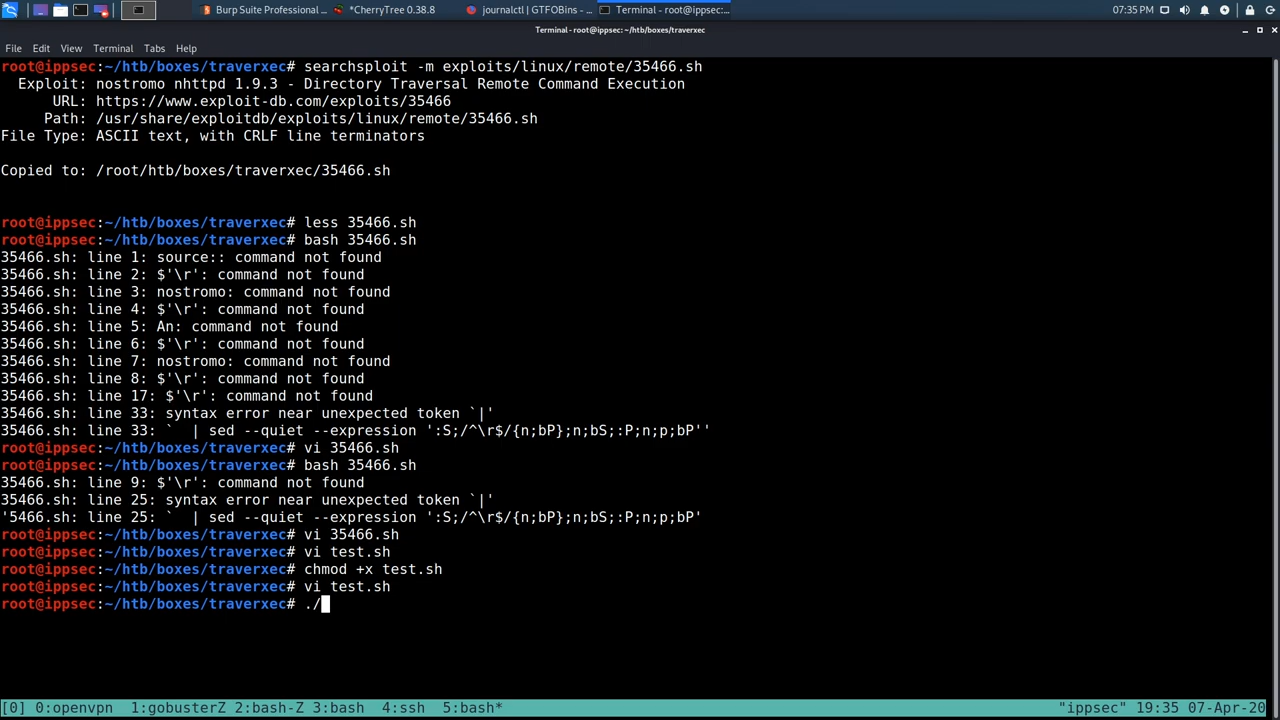 Burp Suite Professional ...
*CherryTree 0.38.8
journalctl | GTFOBins - ...
Terminal - root@ippsec:...
07:35 PM
Terminal - root@ippsec: ~/htb/boxes/traverxec
File Edit View Terminal Tabs Help
root@ippsec:~/htb/boxes/traverxec# searchsploit -m exploits/linux/remote/35466.sh
  Exploit: nostromo nhttpd 1.9.3 - Directory Traversal Remote Command Execution
      URL: https://www.exploit-db.com/exploits/35466
     Path: /usr/share/exploitdb/exploits/linux/remote/35466.sh
File Type: ASCII text, with CRLF line terminators
Copied to: /root/htb/boxes/traverxec/35466.sh
root@ippsec:~/htb/boxes/traverxec# less 35466.sh
root@ippsec:~/htb/boxes/traverxec# bash 35466.sh
35466.sh: line 1: source:: command not found
35466.sh: line 2: $'\r': command not found
35466.sh: line 3: nostromo: command not found
35466.sh: line 4: $'\r': command not found
35466.sh: line 5: An: command not found
35466.sh: line 6: $'\r': command not found
35466.sh: line 7: nostromo: command not found
35466.sh: line 8: $'\r': command not found
35466.sh: line 17: $'\r': command not found
35466.sh: line 33: syntax error near unexpected token `|'
35466.sh: line 33: `  | sed --quiet --expression ':S;/^\r$/{n;bP};n;bS;:P;n;p;bP''
root@ippsec:~/htb/boxes/traverxec# vi 35466.sh
root@ippsec:~/htb/boxes/traverxec# bash 35466.sh
35466.sh: line 9: $'\r': command not found
35466.sh: line 25: syntax error near unexpected token `|'
'5466.sh: line 25: `  | sed --quiet --expression ':S;/^\r$/{n;bP};n;bS;:P;n;p;bP'
root@ippsec:~/htb/boxes/traverxec# vi 35466.sh
root@ippsec:~/htb/boxes/traverxec# vi test.sh
root@ippsec:~/htb/boxes/traverxec# chmod +x test.sh
root@ippsec:~/htb/boxes/traverxec# vi test.sh
root@ippsec:~/htb/boxes/traverxec# ./
[0] 0:openvpn  1:gobusterZ 2:bash-Z 3:bash  4:ssh  5:bash* "ippsec" 19:35 07-Apr-20